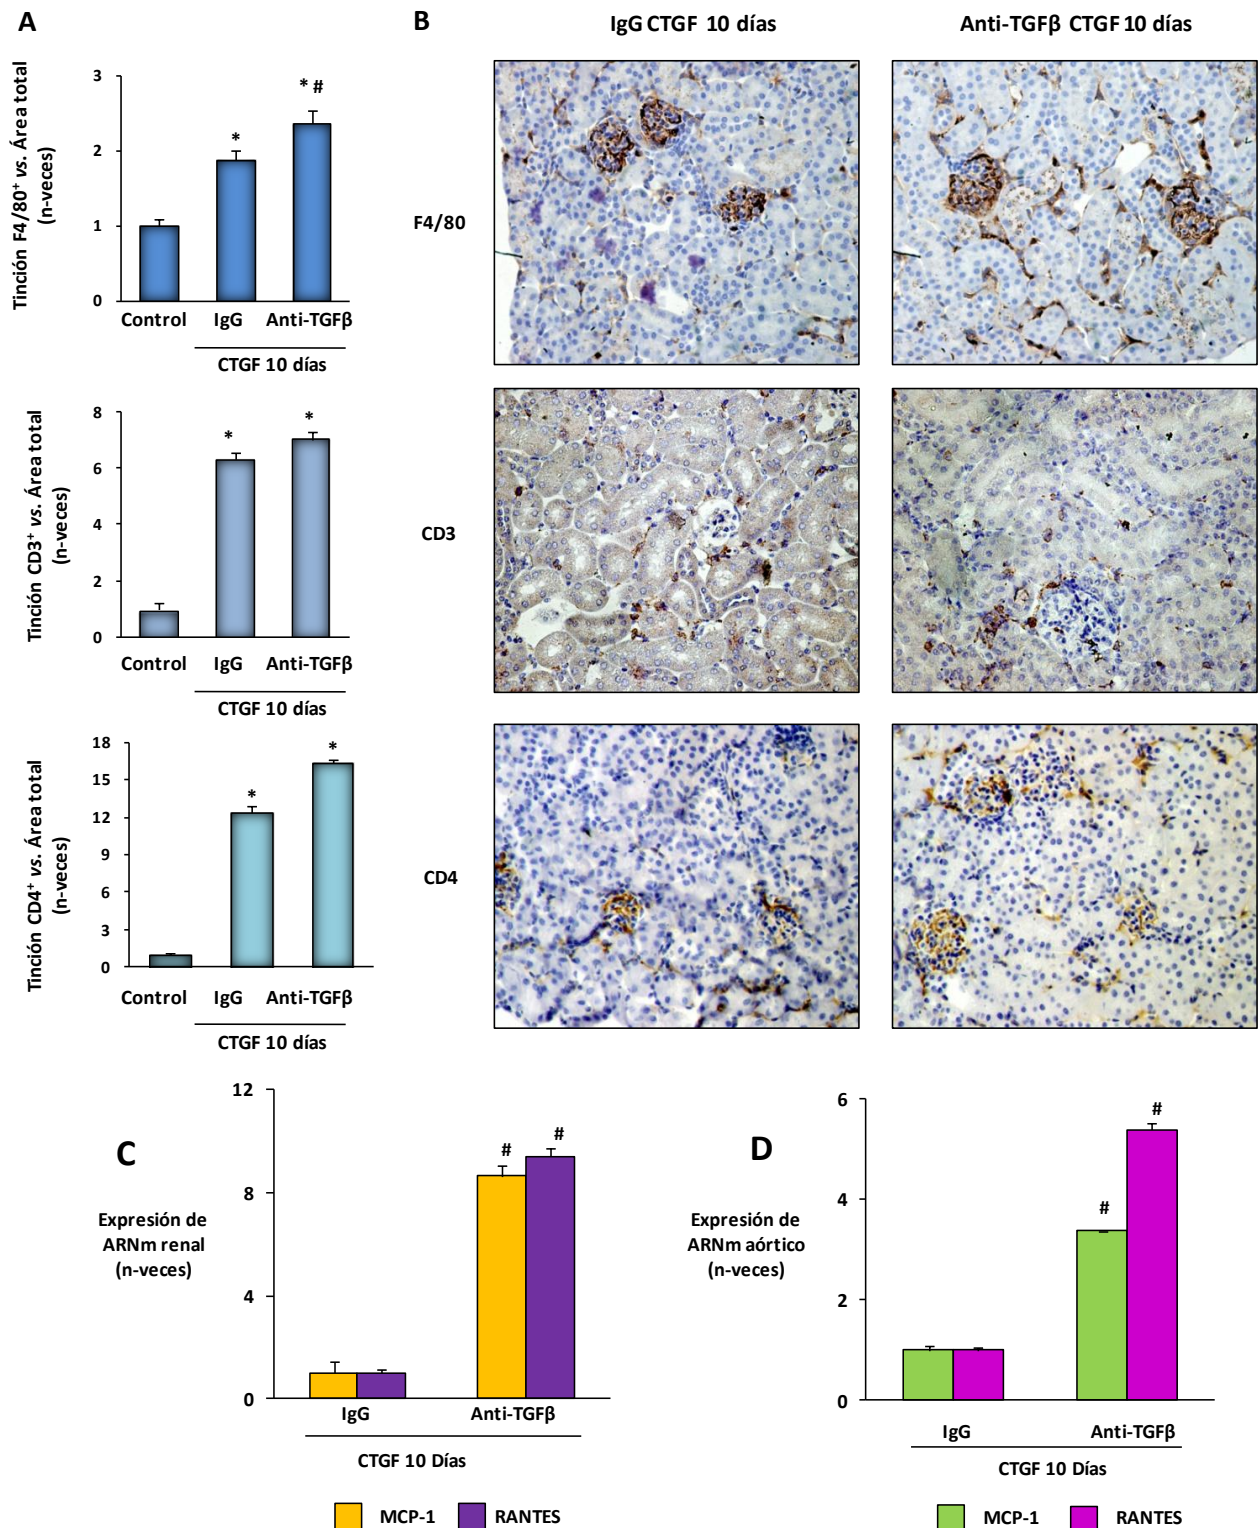 A
B
IgG CTGF 10 días
Anti-TGFβ CTGF 10 días
Tinción F4/80⁺ vs. Área total
(n-veces)
3
2
1
0
*
* #
Control
IgG
Anti-TGFβ
CTGF 10 días
F4/80
Tinción CD3⁺ vs. Área total
(n-veces)
8
6
4
2
0
*
*
Control
IgG
Anti-TGFβ
CTGF 10 días
CD3
Tinción CD4⁺ vs. Área total
(n-veces)
18
15
12
9
6
3
0
*
*
Control
IgG
Anti-TGFβ
CTGF 10 días
CD4
C
Expresión de
ARNm renal
(n-veces)
12
8
4
0
#
#
IgG
Anti-TGFβ
CTGF 10 Días
MCP-1
RANTES
D
Expresión de
ARNm aórtico
(n-veces)
6
4
2
0
#
#
IgG
Anti-TGFβ
CTGF 10 Días
MCP-1
RANTES